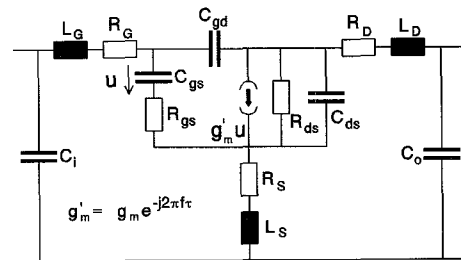 L_G
R_G
C_gd
R_D
L_D
u
C_gs
R_gs
g'_m u
R_ds
C_ds
C_i
R_S
C_o
L_S
g'_m = g_m e^-j2πfτ